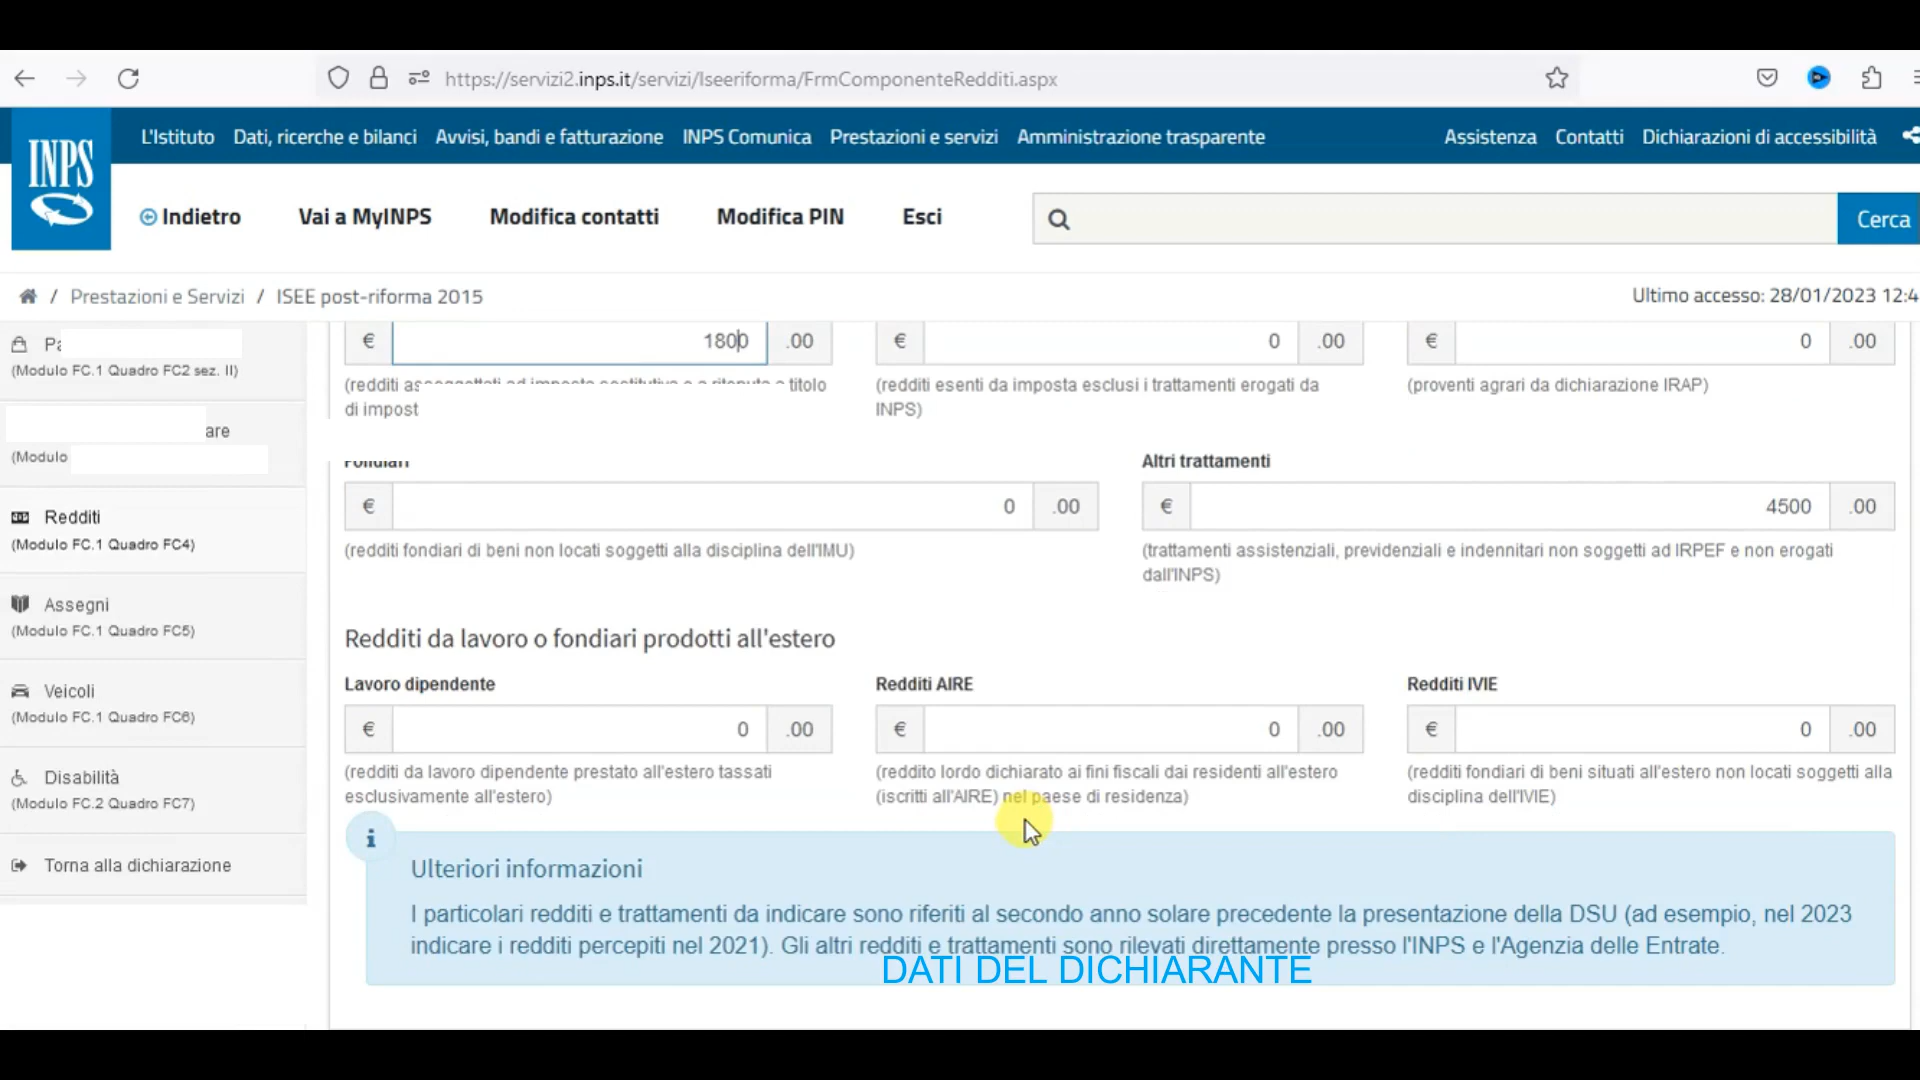 https://servizi2.inps.it/servizi/Iseeriforma/FrmComponenteRedditi.aspx
INPS
L'Istituto Dati, ricerche e bilanci Avvisi, bandi e fatturazione INPS Comunica Prestazioni e servizi Amministrazione trasparente Assistenza Contatti Dichiarazioni di accessibilità
Indietro Vai a MyINPS Modifica contatti Modifica PIN Esci Cerca
/ Prestazioni e Servizi / ISEE post-riforma 2015 Ultimo accesso: 28/01/2023 12:4
(Modulo FC.1 Quadro FC2 sez. II)
are
(Modulo
Redditi
(Modulo FC.1 Quadro FC4)
Assegni
(Modulo FC.1 Quadro FC5)
Veicoli
(Modulo FC.1 Quadro FC6)
Disabilità
(Modulo FC.2 Quadro FC7)
Torna alla dichiarazione
€ 1800 .00 € 0 .00 € 0 .00
(redditi assoggettati ad imposta sostitutiva o a ritenuta a titolo
di impost
(redditi esenti da imposta esclusi i trattamenti erogati da
INPS)
(proventi agrari da dichiarazione IRAP)
Fondiari Altri trattamenti
€ 0 .00 € 4500 .00
(redditi fondiari di beni non locati soggetti alla disciplina dell'IMU)
(trattamenti assistenziali, previdenziali e indennitari non soggetti ad IRPEF e non erogati
dall'INPS)
Redditi da lavoro o fondiari prodotti all'estero
Lavoro dipendente Redditi AIRE Redditi IVIE
€ 0 .00 € 0 .00 € 0 .00
(redditi da lavoro dipendente prestato all'estero tassati
esclusivamente all'estero)
(reddito lordo dichiarato ai fini fiscali dai residenti all'estero
(iscritti all'AIRE) nel paese di residenza)
(redditi fondiari di beni situati all'estero non locati soggetti alla
disciplina dell'IVIE)
i
Ulteriori informazioni
I particolari redditi e trattamenti da indicare sono riferiti al secondo anno solare precedente la presentazione della DSU (ad esempio, nel 2023
indicare i redditi percepiti nel 2021). Gli altri redditi e trattamenti sono rilevati direttamente presso l'INPS e l'Agenzia delle Entrate.
DATI DEL DICHIARANTE